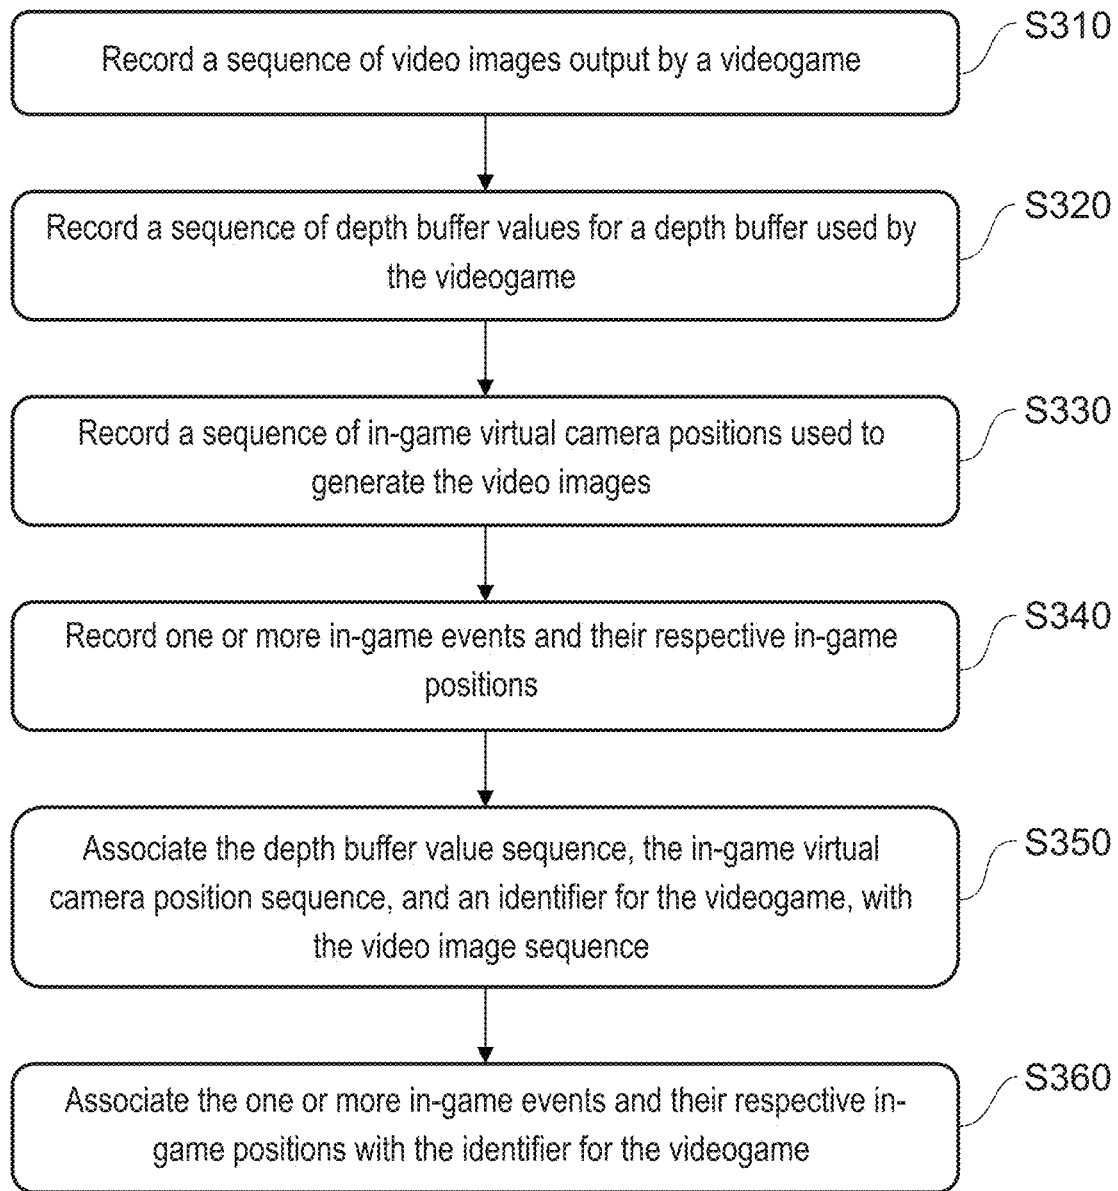 Record a sequence of video images output by a videogame
S310
Record a sequence of depth buffer values for a depth buffer used by
the videogame
S320
Record a sequence of in-game virtual camera positions used to
generate the video images
S330
Record one or more in-game events and their respective in-game
positions
S340
Associate the depth buffer value sequence, the in-game virtual
camera position sequence, and an identifier for the videogame, with
the video image sequence
S350
Associate the one or more in-game events and their respective in-
game positions with the identifier for the videogame
S360